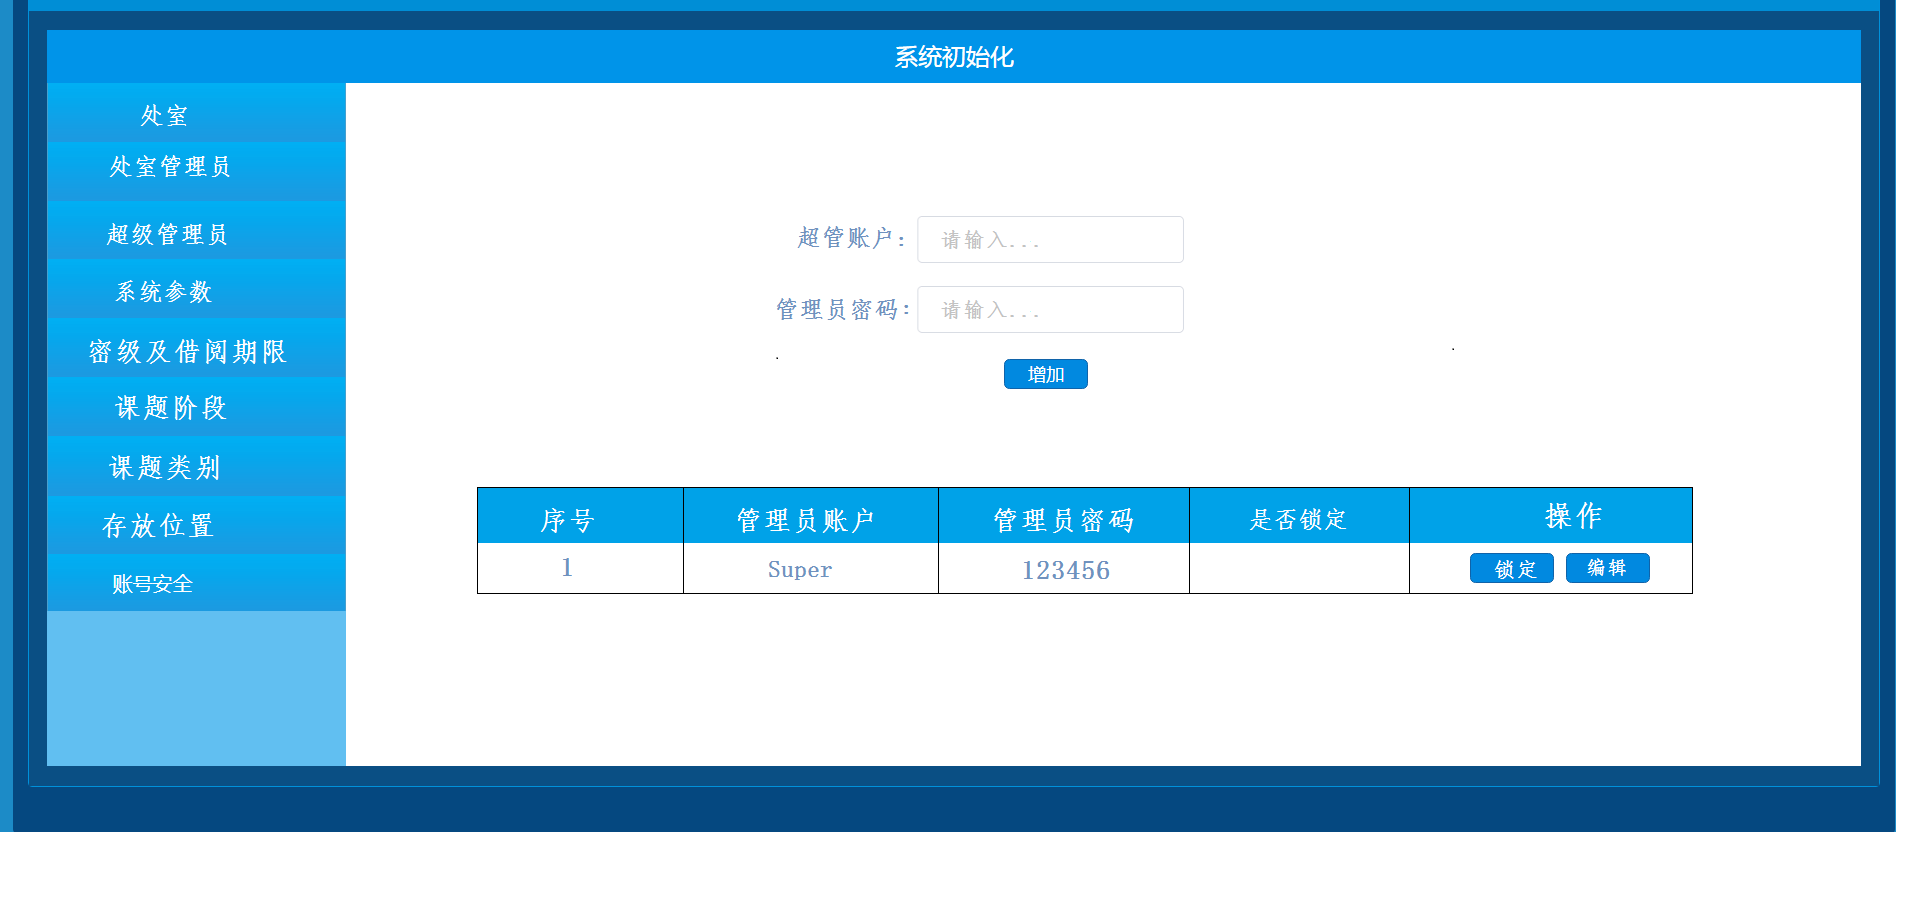 系统初始化
处室
处室管理员
超级管理员
系统参数
密级及借阅期限
课题阶段
课题类别
存放位置
账号安全
超管账户： 请输入...
管理员密码： 请输入...
增加
序号 管理员账户 管理员密码 是否锁定 操作
1 Super 123456 锁定 编辑